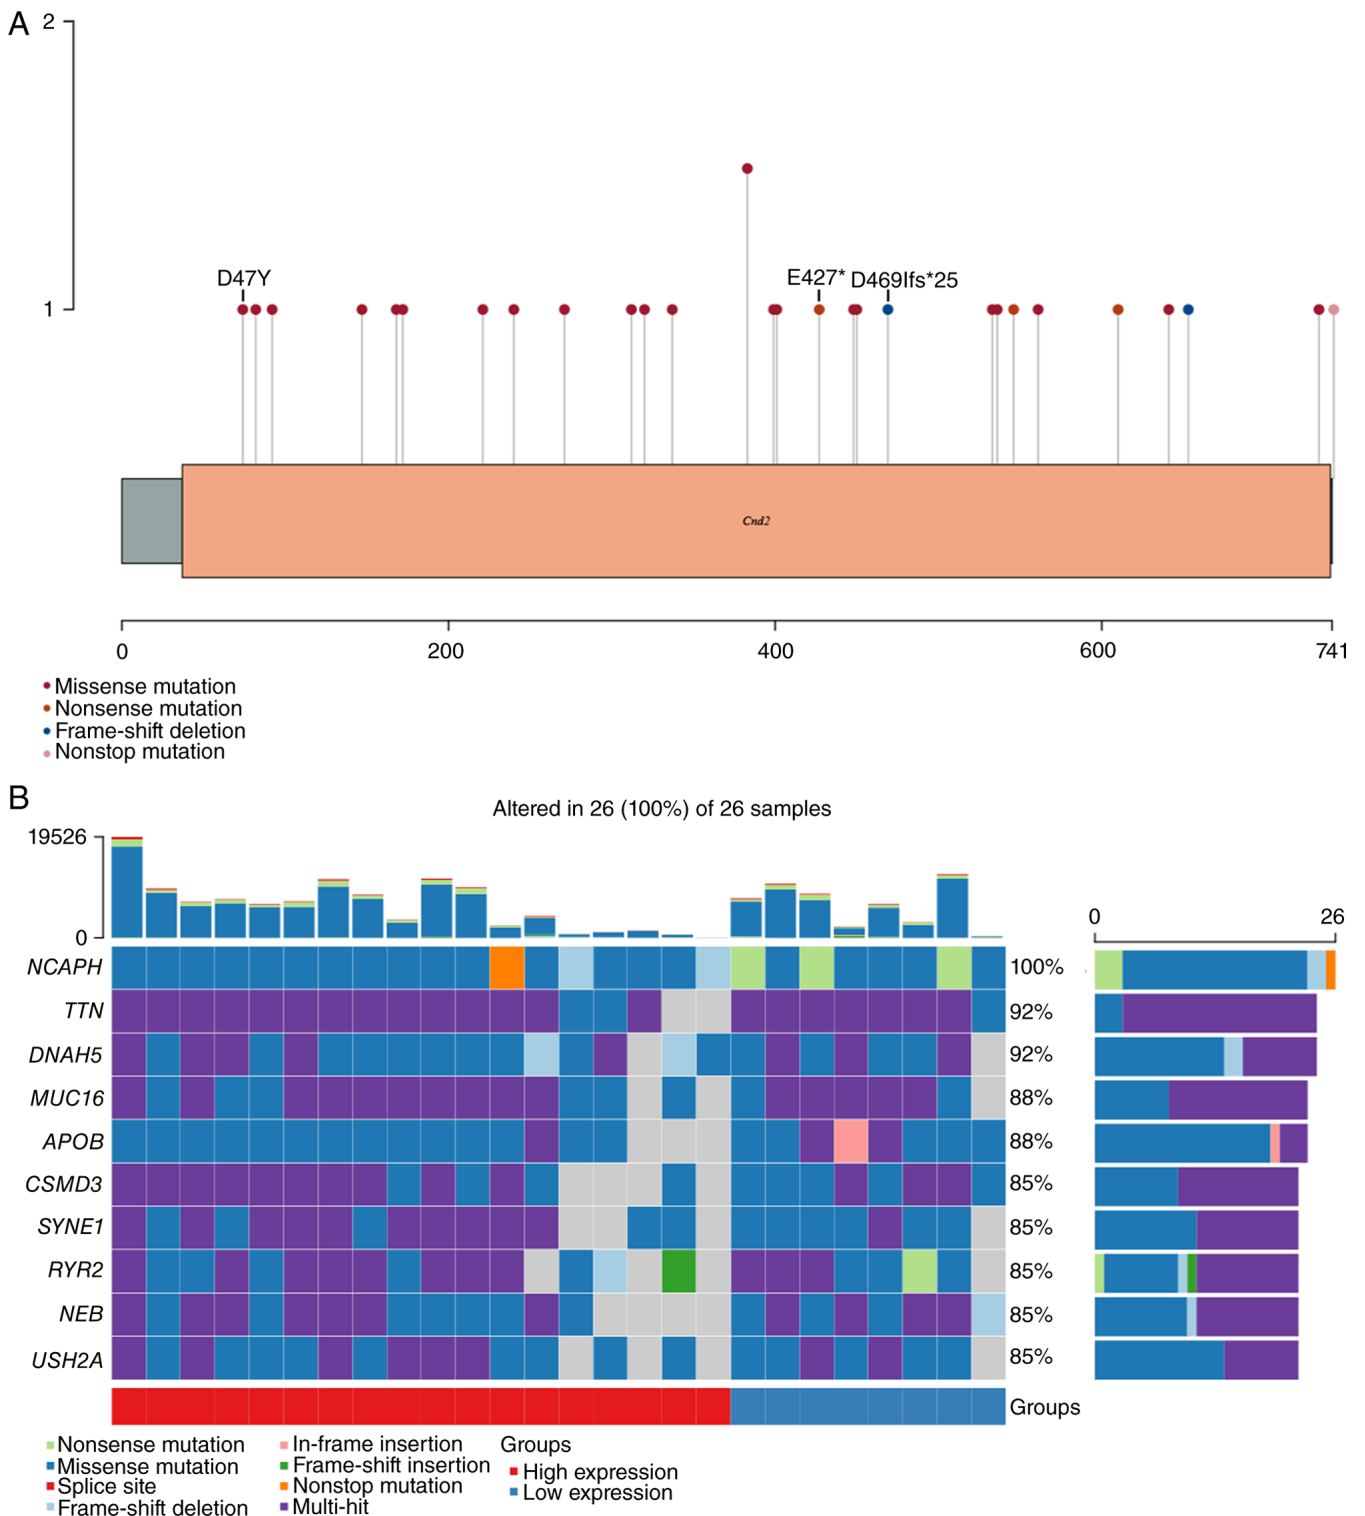 A
2
1
D47Y
E427* D469Ifs*25
Cnd2
0 200 400 600 741
Missense mutation
Nonsense mutation
Frame-shift deletion
Nonstop mutation
B
Altered in 26 (100%) of 26 samples
19526
0
0 26
NCAPH 100%
TTN 92%
DNAH5 92%
MUC16 88%
APOB 88%
CSMD3 85%
SYNE1 85%
RYR2 85%
NEB 85%
USH2A 85%
Groups
Nonsense mutation In-frame insertion Groups
Missense mutation Frame-shift insertion High expression
Splice site Nonstop mutation Low expression
Frame-shift deletion Multi-hit